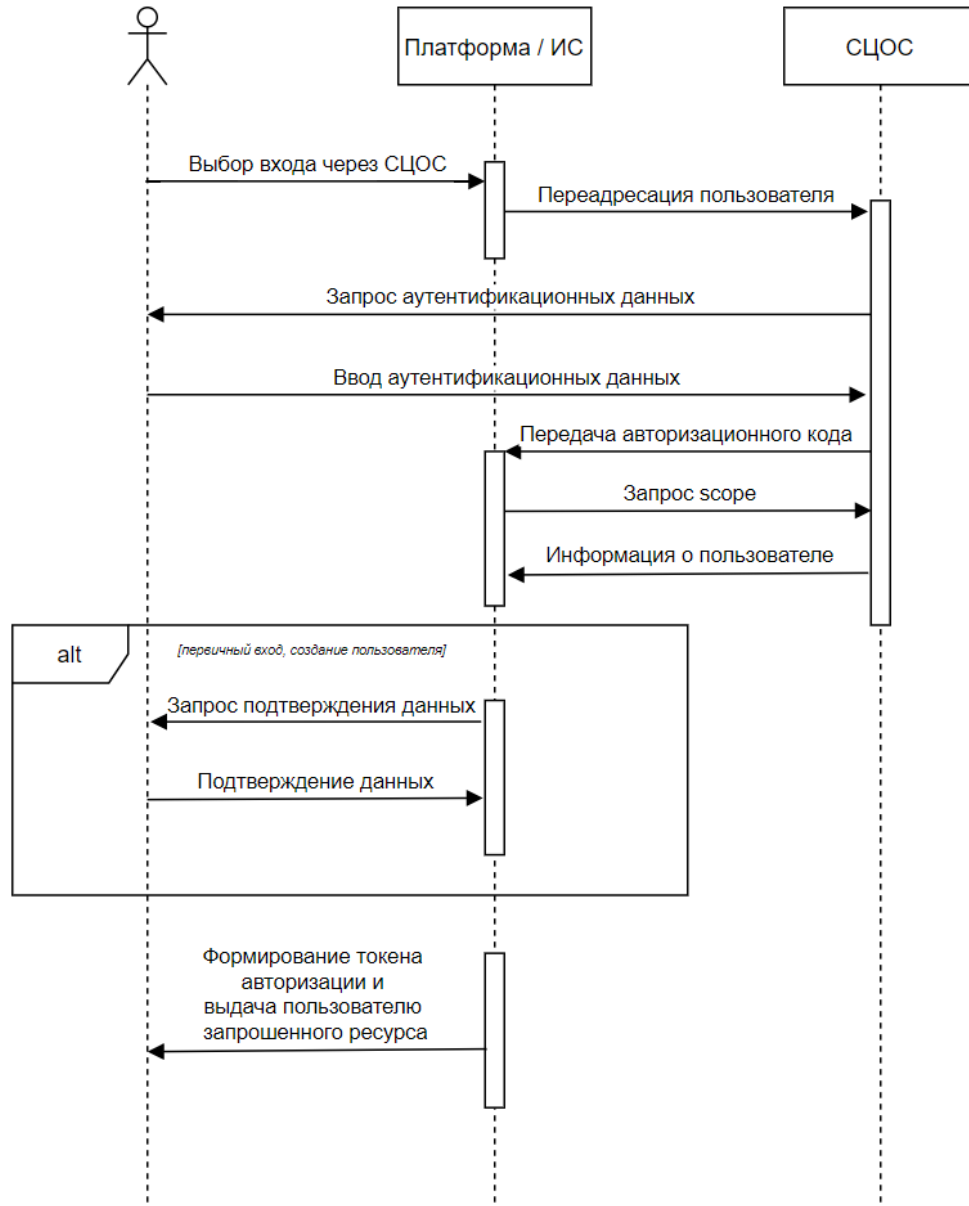 Платформа / ИС
СЦОС
Выбор входа через СЦОС
Переадресация пользователя
Запрос аутентификационных данных
Ввод аутентификационных данных
Передача авторизационного кода
Запрос scope
Информация о пользователе
alt
[первичный вход, создание пользователя]
Запрос подтверждения данных
Подтверждение данных
Формирование токена
авторизации и
выдача пользователю
запрошенного ресурса